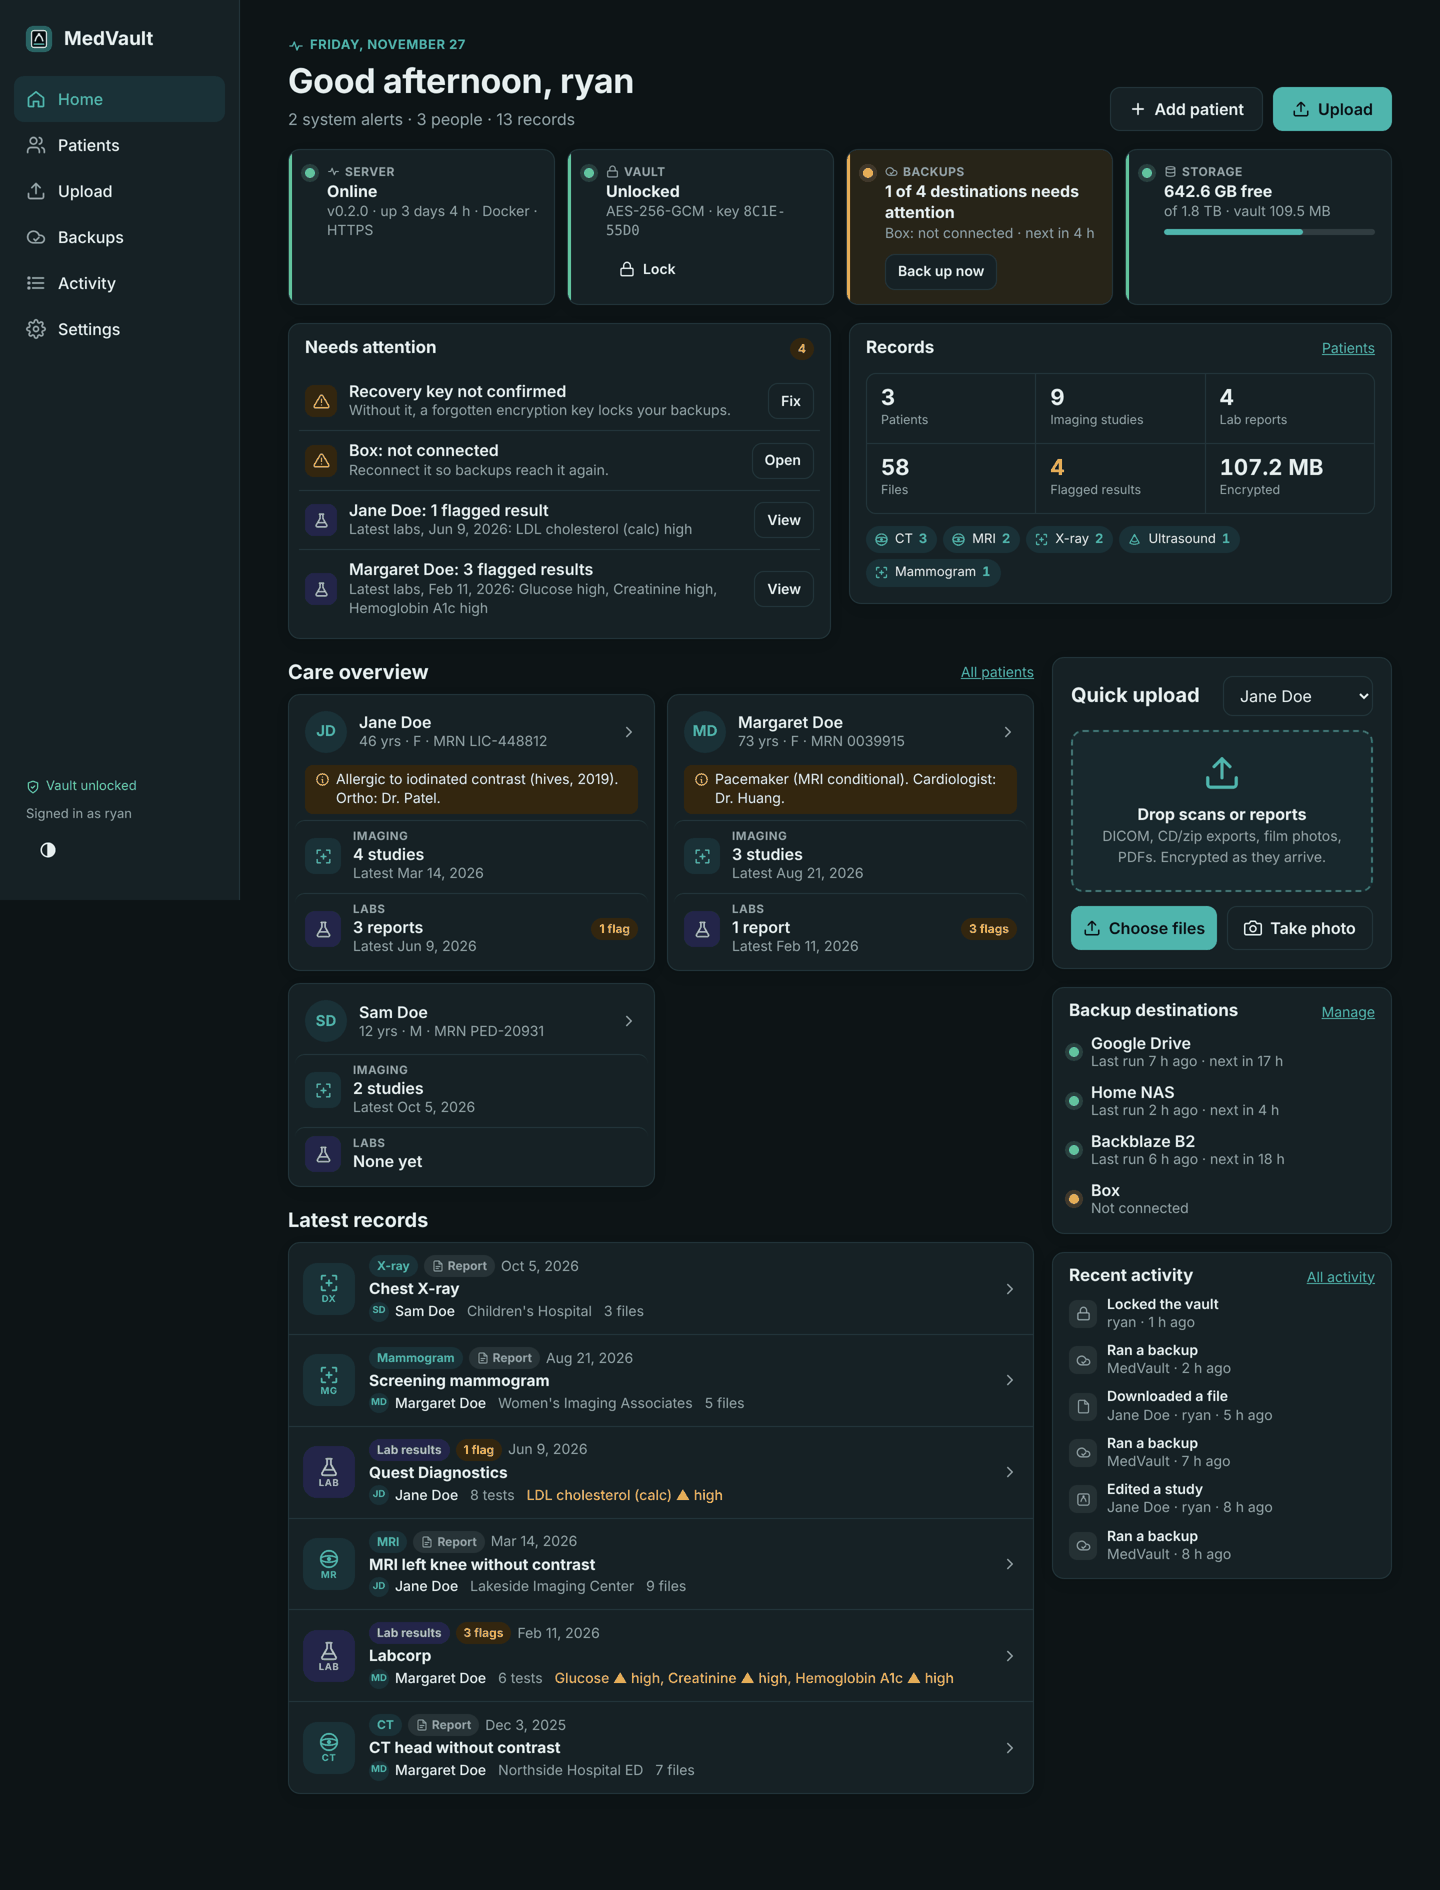 MedVault
Home
Patients
Upload
Backups
Activity
Settings
Vault unlocked
Signed in as ryan
FRIDAY, NOVEMBER 27
Good afternoon, ryan
2 system alerts · 3 people · 13 records
Add patient
Upload
SERVER
Online
v0.2.0 · up 3 days 4 h · Docker ·
HTTPS
VAULT
Unlocked
AES-256-GCM · key 8C1E-
55D0
Lock
BACKUPS
1 of 4 destinations needs
attention
Box: not connected · next in 4 h
Back up now
STORAGE
642.6 GB free
of 1.8 TB · vault 109.5 MB
Needs attention
4
Recovery key not confirmed
Without it, a forgotten encryption key locks your backups.
Fix
Box: not connected
Reconnect it so backups reach it again.
Open
Jane Doe: 1 flagged result
Latest labs, Jun 9, 2026: LDL cholesterol (calc) high
View
Margaret Doe: 3 flagged results
Latest labs, Feb 11, 2026: Glucose high, Creatinine high,
Hemoglobin A1c high
View
Records
Patients
3
Patients
9
Imaging studies
4
Lab reports
58
Files
4
Flagged results
107.2 MB
Encrypted
CT 3
MRI 2
X-ray 2
Ultrasound 1
Mammogram 1
Care overview
All patients
JD
Jane Doe
46 yrs · F · MRN LIC-448812
Allergic to iodinated contrast (hives, 2019).
Ortho: Dr. Patel.
IMAGING
4 studies
Latest Mar 14, 2026
LABS
3 reports
Latest Jun 9, 2026
1 flag
MD
Margaret Doe
73 yrs · F · MRN 0039915
Pacemaker (MRI conditional). Cardiologist:
Dr. Huang.
IMAGING
3 studies
Latest Aug 21, 2026
LABS
1 report
Latest Feb 11, 2026
3 flags
SD
Sam Doe
12 yrs · M · MRN PED-20931
IMAGING
2 studies
Latest Oct 5, 2026
LABS
None yet
Quick upload
Jane Doe
Drop scans or reports
DICOM, CD/zip exports, film photos,
PDFs. Encrypted as they arrive.
Choose files
Take photo
Backup destinations
Manage
Google Drive
Last run 7 h ago · next in 17 h
Home NAS
Last run 2 h ago · next in 4 h
Backblaze B2
Last run 6 h ago · next in 18 h
Box
Not connected
Recent activity
All activity
Locked the vault
ryan · 1 h ago
Ran a backup
MedVault · 2 h ago
Downloaded a file
Jane Doe · ryan · 5 h ago
Ran a backup
MedVault · 7 h ago
Edited a study
Jane Doe · ryan · 8 h ago
Ran a backup
MedVault · 8 h ago
Latest records
DX
X-ray Report Oct 5, 2026
Chest X-ray
SD Sam Doe Children's Hospital 3 files
MG
Mammogram Report Aug 21, 2026
Screening mammogram
MD Margaret Doe Women's Imaging Associates 5 files
LAB
Lab results 1 flag Jun 9, 2026
Quest Diagnostics
JD Jane Doe 8 tests LDL cholesterol (calc) ▲ high
MR
MRI Report Mar 14, 2026
MRI left knee without contrast
JD Jane Doe Lakeside Imaging Center 9 files
LAB
Lab results 3 flags Feb 11, 2026
Labcorp
MD Margaret Doe 6 tests Glucose ▲ high, Creatinine ▲ high, Hemoglobin A1c ▲ high
CT
CT Report Dec 3, 2025
CT head without contrast
MD Margaret Doe Northside Hospital ED 7 files